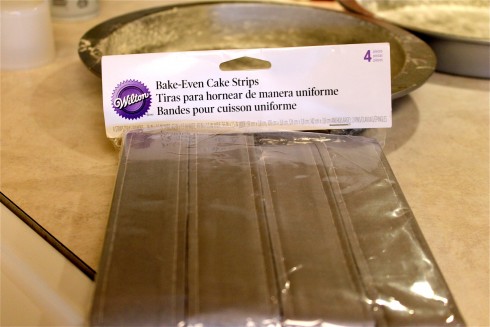 Wilton
Bake-Even Cake Strips
Tiras para hornear de manera uniforme
Bandes pour cuisson uniforme
4